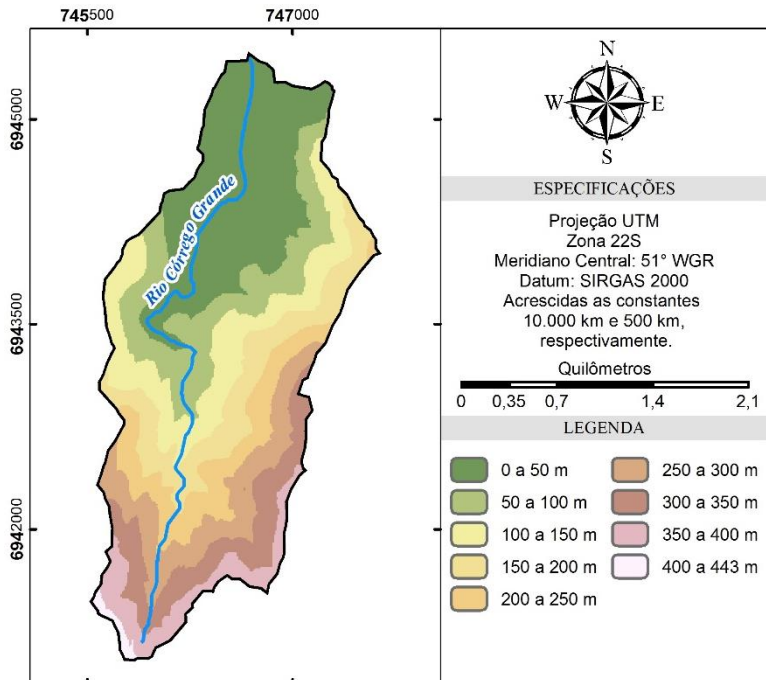 745500 747000
6945000
6943500
6942000
Rio Córrego Grande
N
W E
S
ESPECIFICAÇÕES
Projeção UTM
Zona 22S
Meridiano Central: 51° WGR
Datum: SIRGAS 2000
Acrescidas as constantes
10.000 km e 500 km,
respectivamente.
Quilômetros
0 0,35 0,7 1,4 2,1
LEGENDA
0 a 50 m 250 a 300 m
50 a 100 m 300 a 350 m
100 a 150 m 350 a 400 m
150 a 200 m 400 a 443 m
200 a 250 m